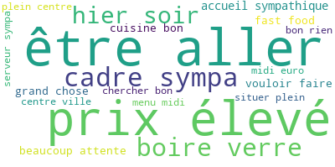 plein centre
accueil sympathique
hier soir
fast food
serveur sympa
cuisine bon
bon rien
être aller
cadre sympa
midi euro
vouloir faire
grand chose
chercher bon
situer plein
centre ville
menu midi
prix élevé
beaucoup attente
boire verre